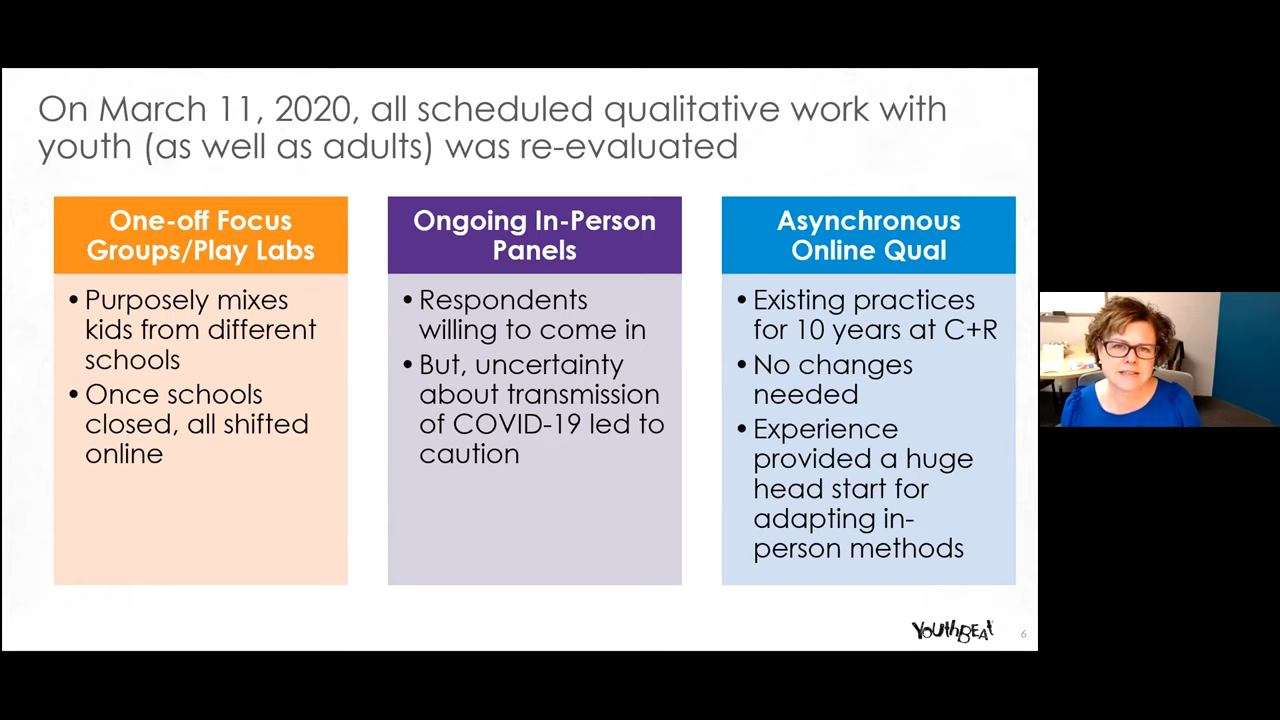 On March 11, 2020, all scheduled qualitative work with
youth (as well as adults) was re-evaluated
One-off Focus
Groups/Play Labs
• Purposely mixes
kids from different
schools
• Once schools
closed, all shifted
online
Ongoing In-Person
Panels
• Respondents
willing to come in
• But, uncertainty
about transmission
of COVID-19 led to
caution
Asynchronous
Online Qual
• Existing practices
for 10 years at C+R
• No changes
needed
• Experience
provided a huge
head start for
adapting in-
person methods
YouthBEAt
6